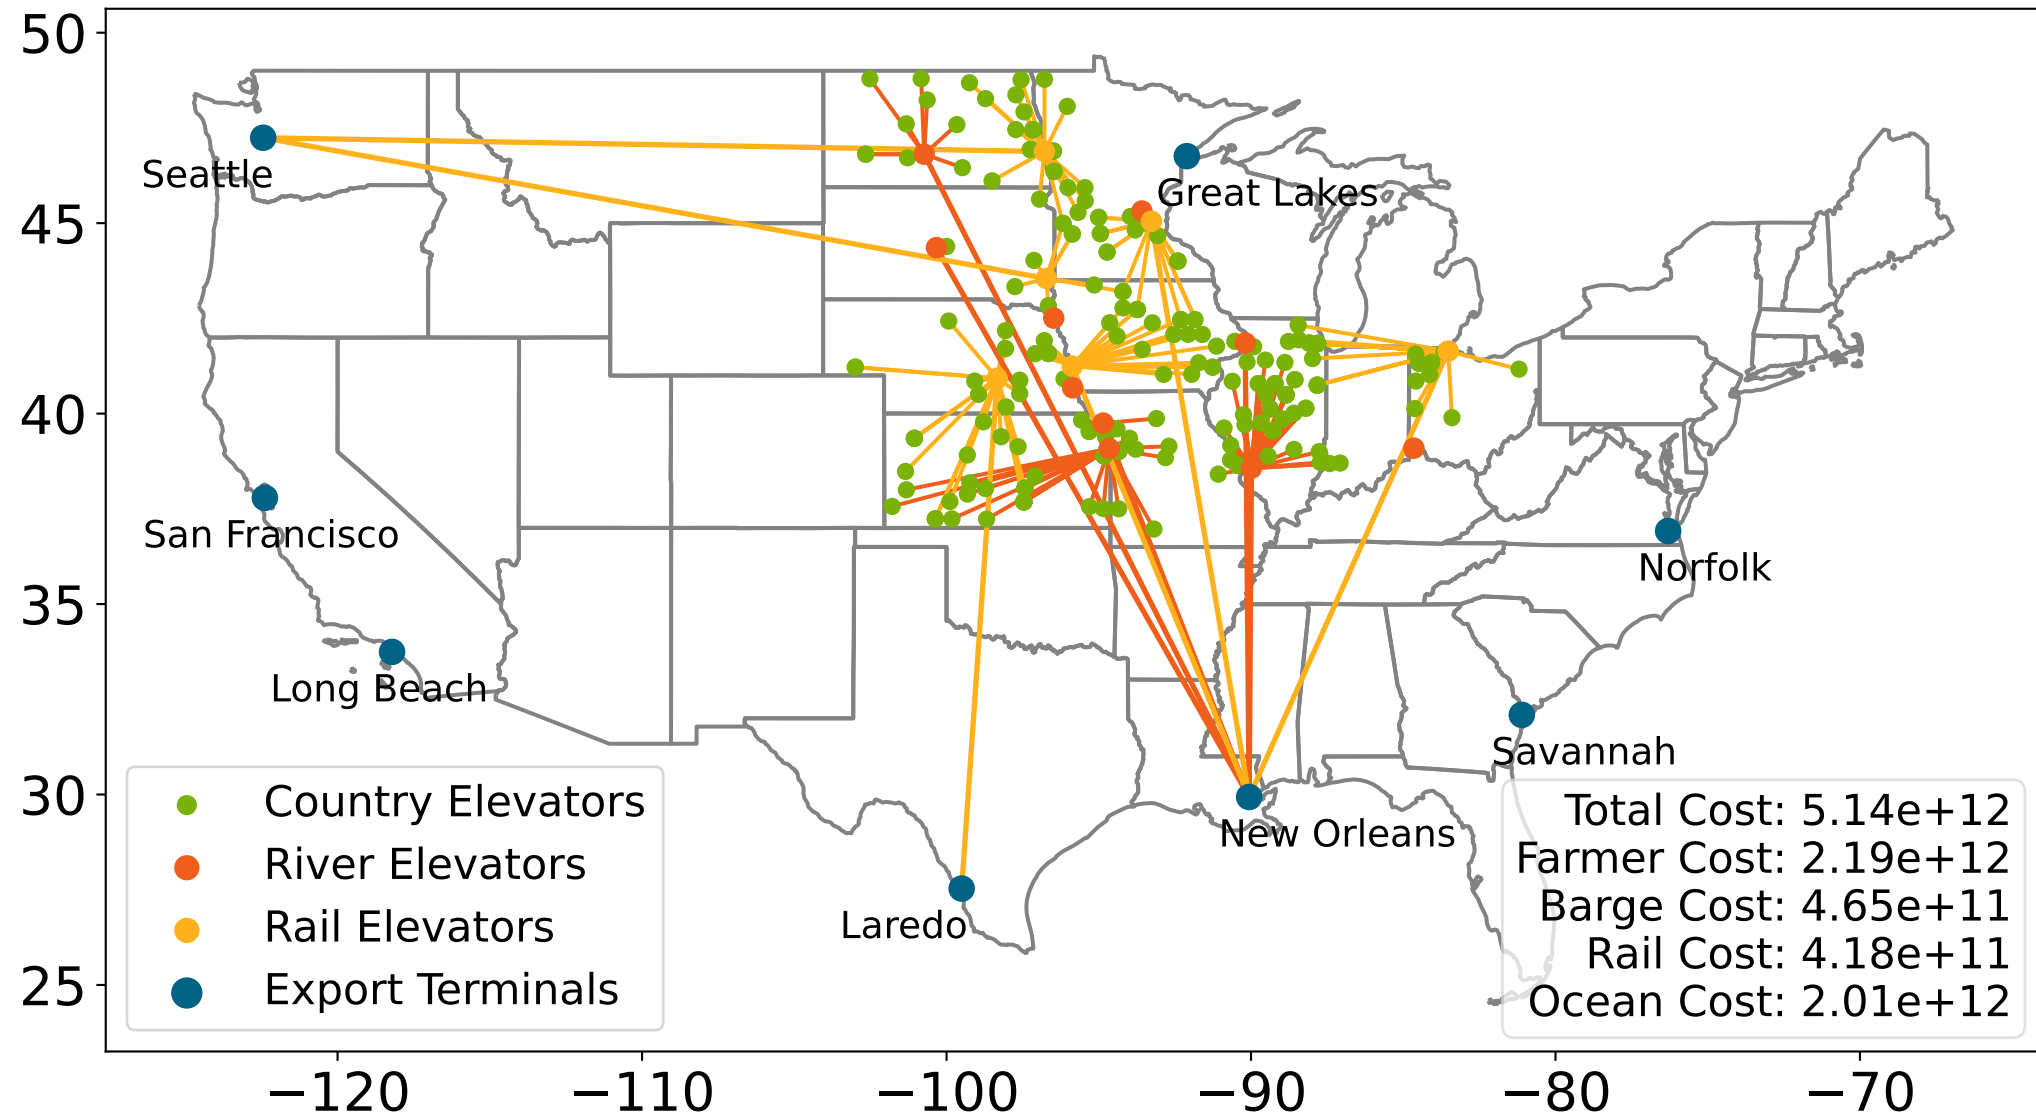 50
45
40
35
30
25
Seattle
Great Lakes
San Francisco
Norfolk
Long Beach
Savannah
New Orleans
Laredo
Country Elevators
River Elevators
Rail Elevators
Export Terminals
Total Cost: 5.14e+12
Farmer Cost: 2.19e+12
Barge Cost: 4.65e+11
Rail Cost: 4.18e+11
Ocean Cost: 2.01e+12
−120 −110 −100 −90 −80 −70